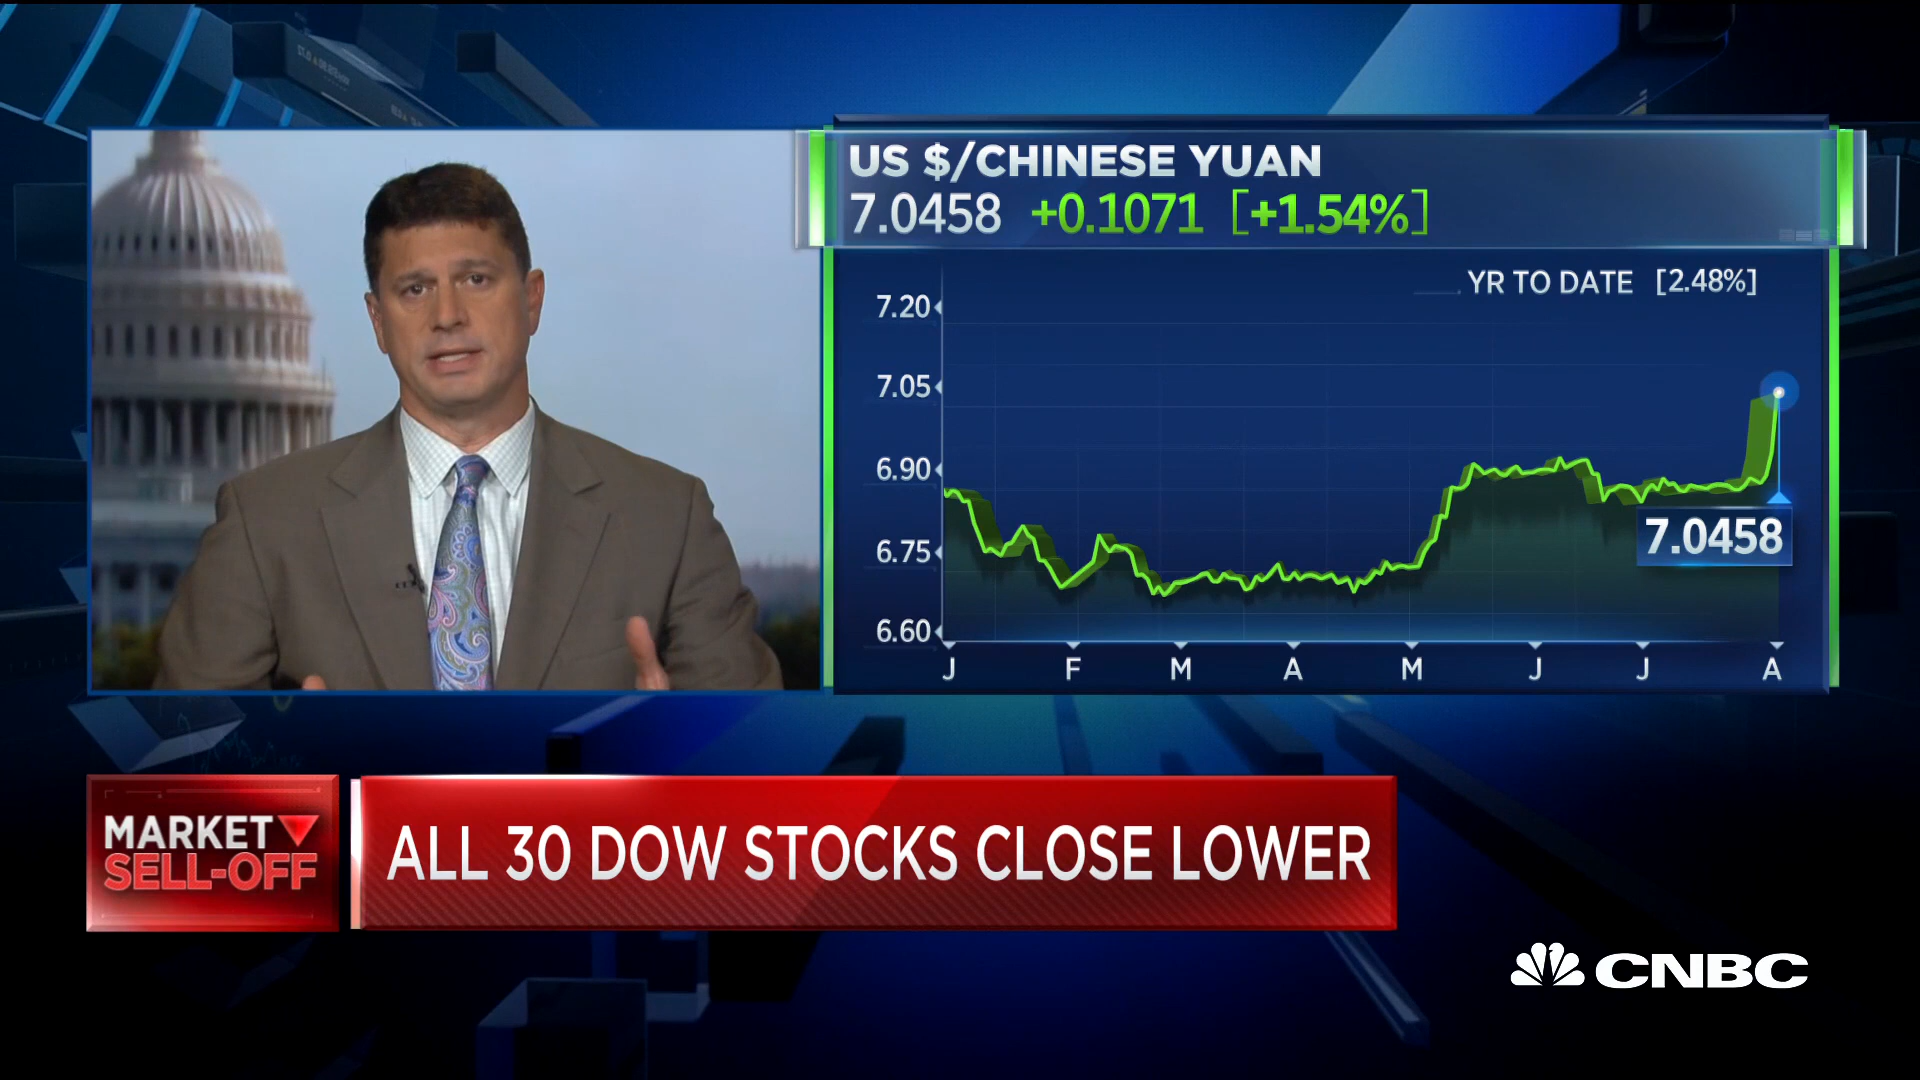 US $/CHINESE YUAN
7.0458 +0.1071 [+1.54%]
YR TO DATE [2.48%]
7.20
7.05
6.90
6.75
6.60
7.0458
J F M A M J J A
MARKET
SELL-OFF
ALL 30 DOW STOCKS CLOSE LOWER
CNBC